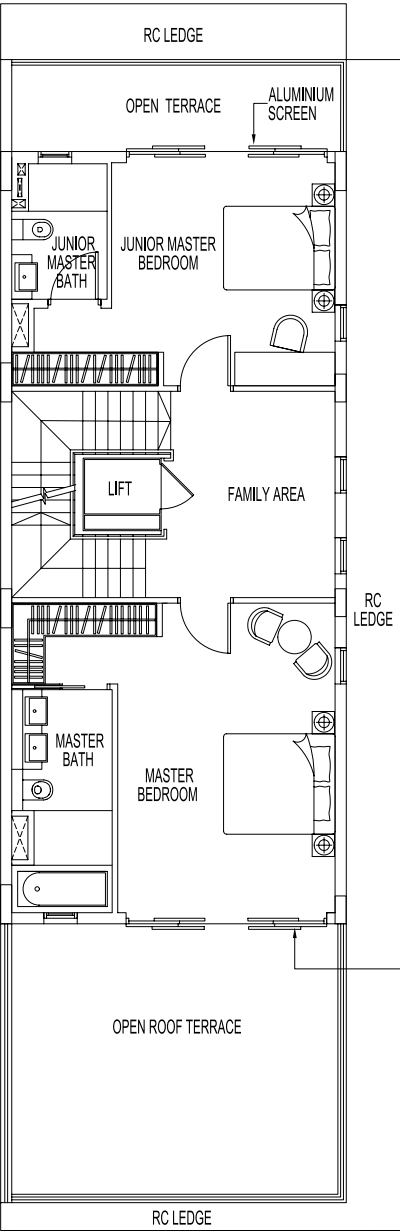 RC LEDGE
OPEN TERRACE
ALUMINIUM
SCREEN
JUNIOR
MASTER
BATH
JUNIOR MASTER
BEDROOM
LIFT
FAMILY AREA
RC
LEDGE
MASTER
BATH
MASTER
BEDROOM
OPEN ROOF TERRACE
RC LEDGE